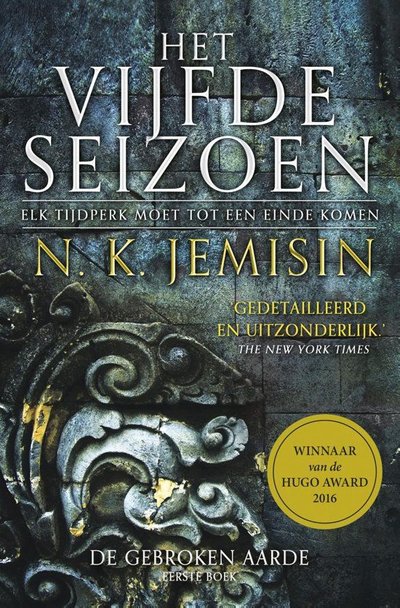 HET
VIJFDE
SEIZOEN
ELK TIJDPERK MOET TOT EEN EINDE KOMEN
N. K. JEMISIN
'GEDETAILLEERD
EN UITZONDERLIJK.'
THE NEW YORK TIMES
WINNAAR
van de
HUGO AWARD
2016
DE GEBROKEN AARDE
EERSTE BOEK